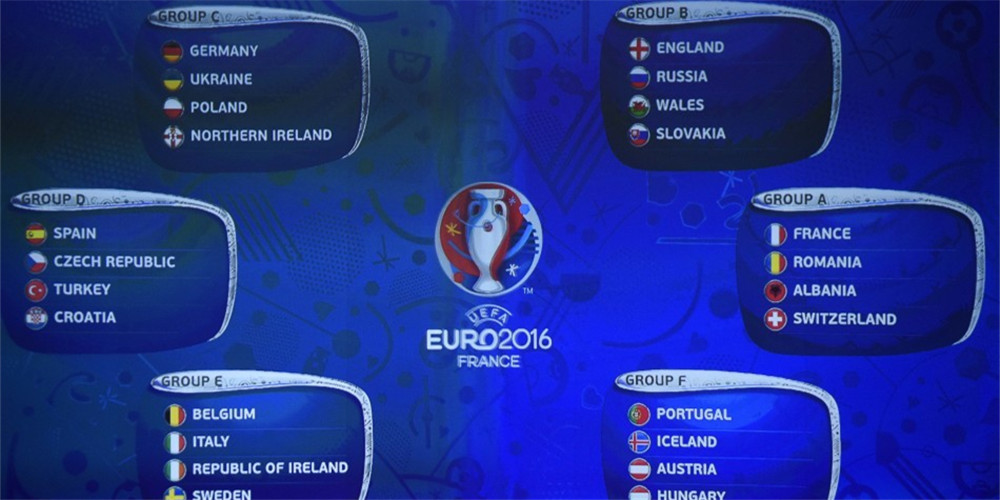 GROUP C
GERMANY
UKRAINE
POLAND
NORTHERN IRELAND
GROUP B
ENGLAND
RUSSIA
WALES
SLOVAKIA
GROUP D
SPAIN
CZECH REPUBLIC
TURKEY
CROATIA
TM
UEFA
EURO2016
FRANCE
GROUP A
FRANCE
ROMANIA
ALBANIA
SWITZERLAND
GROUP E
BELGIUM
ITALY
REPUBLIC OF IRELAND
SWEDEN
GROUP F
PORTUGAL
ICELAND
AUSTRIA
HUNGARY